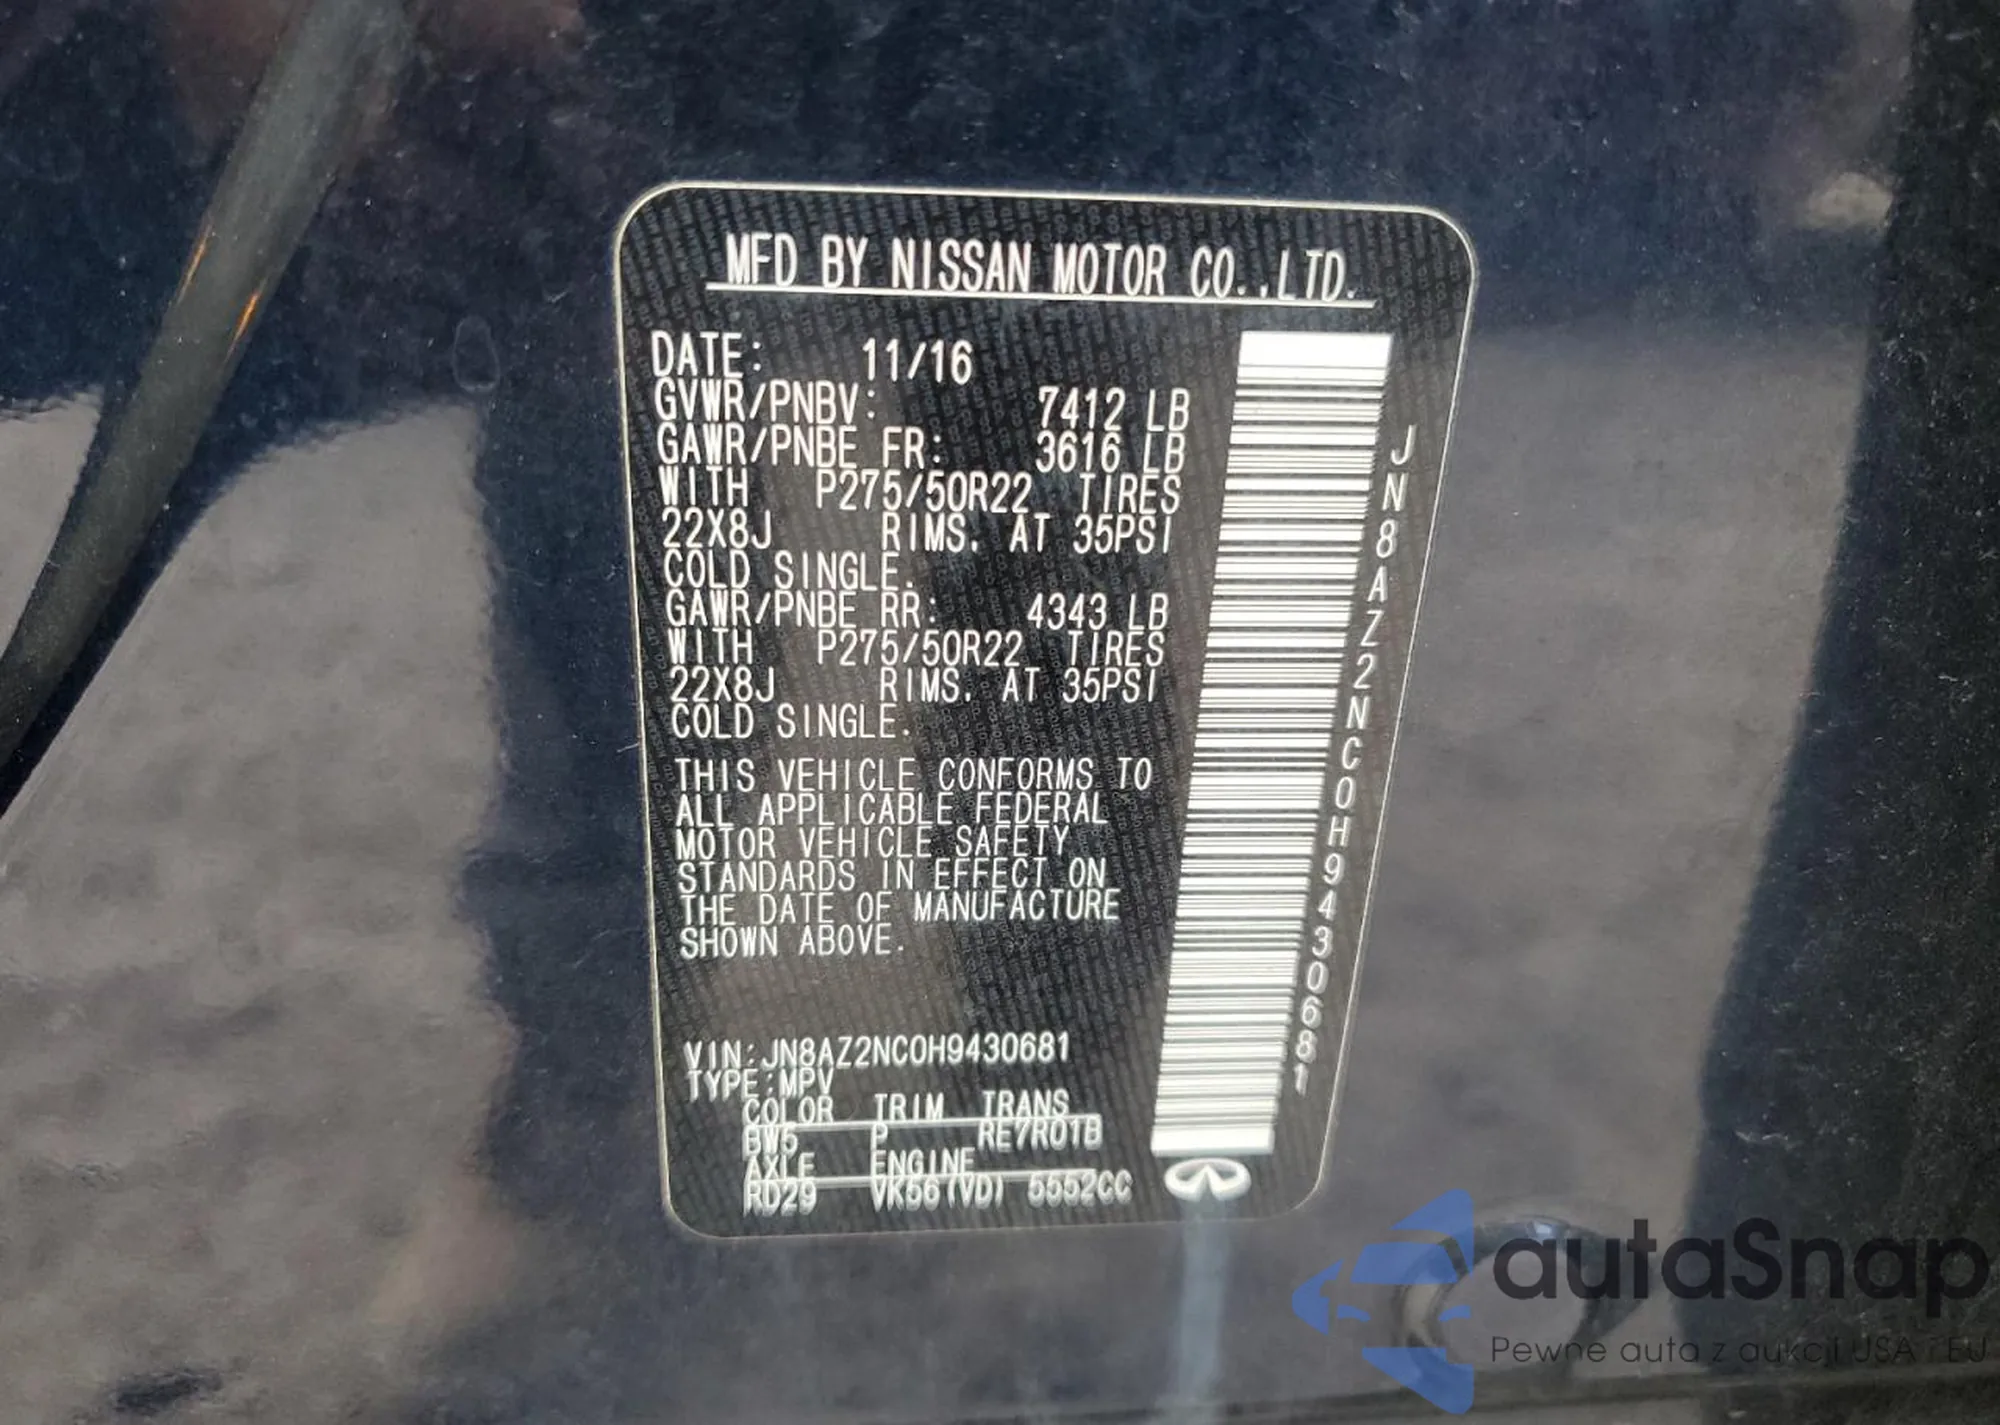 MFD BY NISSAN MOTOR CO.,LTD.
DATE: 11/16
GVWR/PNBV: 7412 LB
GAWR/PNBE FR: 3616 LB
WITH P275/50R22 TIRES
22X8J RIMS. AT 35PSI
COLD SINGLE.
GAWR/PNBE RR: 4343 LB
WITH P275/50R22 TIRES
22X8J RIMS. AT 35PSI
COLD SINGLE.
THIS VEHICLE CONFORMS TO
ALL APPLICABLE FEDERAL
MOTOR VEHICLE SAFETY
STANDARDS IN EFFECT ON
THE DATE OF MANUFACTURE
SHOWN ABOVE.
VIN:JN8AZ2NC0H9430681
TYPE:MPV
COLOR TRIM TRANS
BW5 P RE7R01B
AXLE ENGINE
RD29 VK56(VD) 5552CC
JN8AZ2NC0H9430681
autaSnap
Pewne auta z aukcji USA i EU